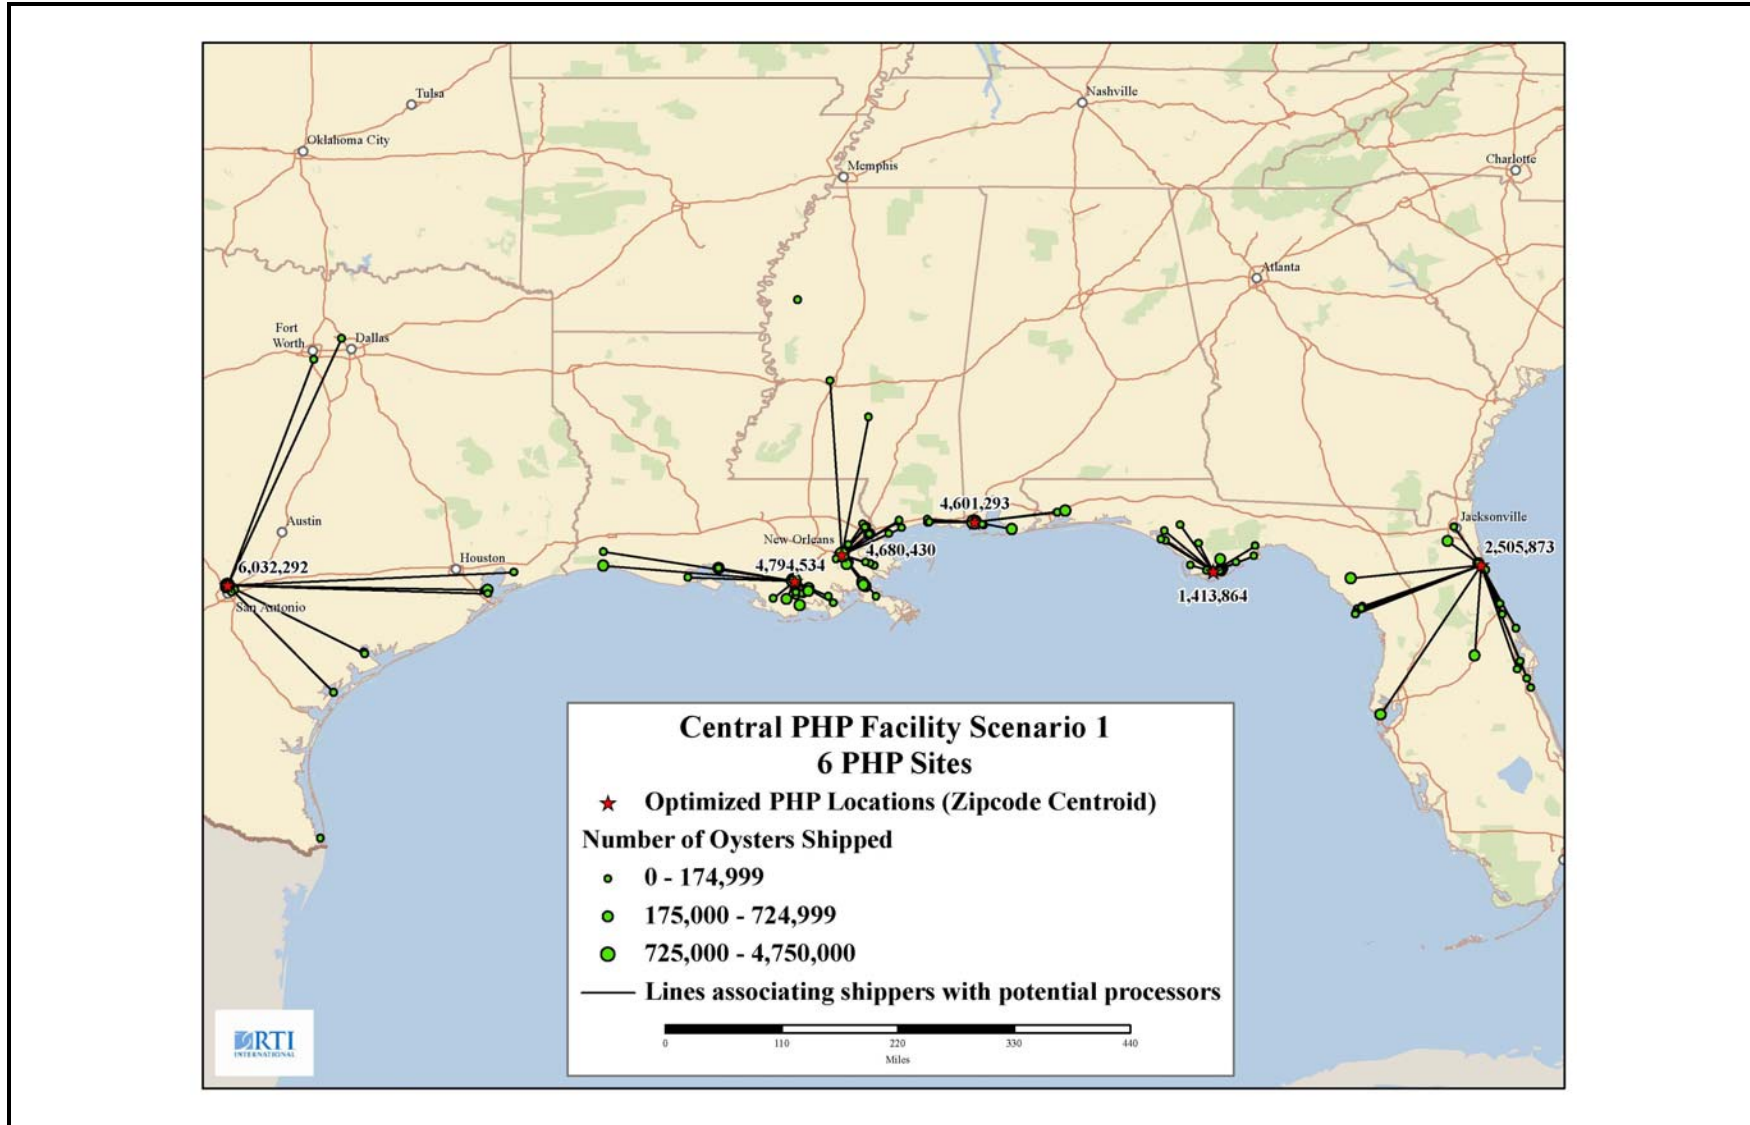 Tulsa
Nashville
Oklahoma City
Memphis
Charlotte
Atlanta
Fort
Worth
Dallas
Austin
Houston
6,032,292
San Antonio
4,601,293
New Orleans
4,680,430
4,794,534
Jacksonville
2,505,873
1,413,864
Central PHP Facility Scenario 1
6 PHP Sites
Optimized PHP Locations (Zipcode Centroid)
Number of Oysters Shipped
0 - 174,999
175,000 - 724,999
725,000 - 4,750,000
Lines associating shippers with potential processors
0 110 220 330 440
Miles
RTI
INTERNATIONAL